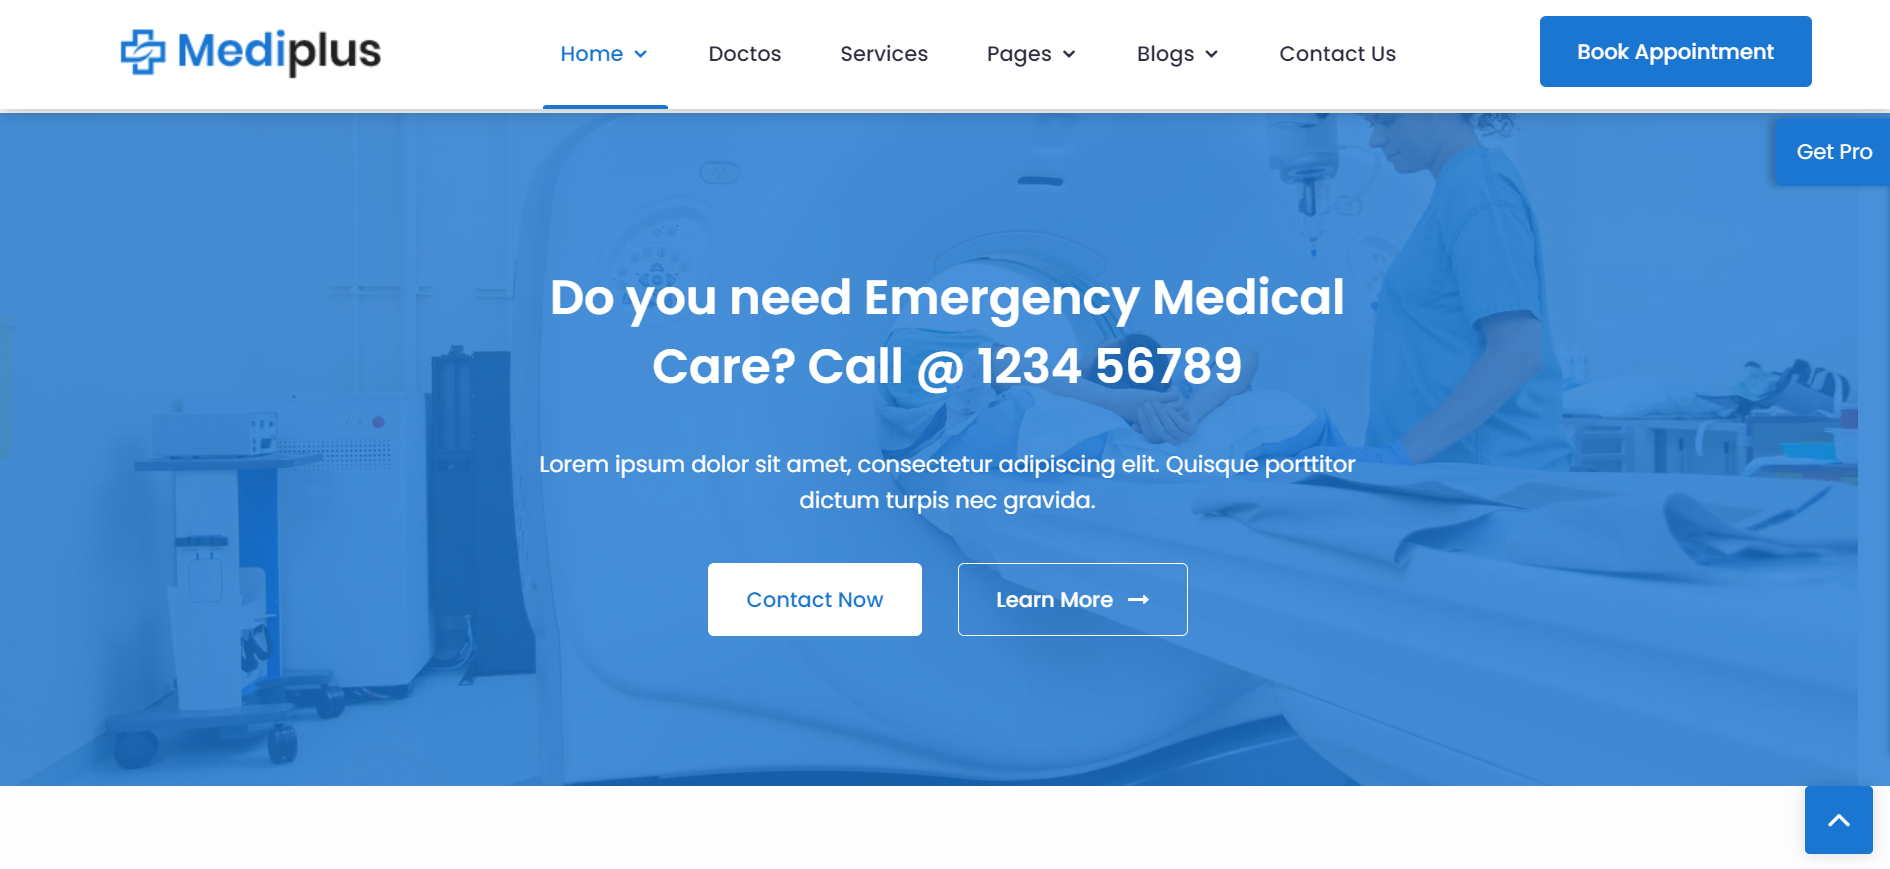 Mediplus
Home
Doctos
Services
Pages
Blogs
Contact Us
Book Appointment
Get Pro
Do you need Emergency Medical
Care? Call @ 1234 56789
Lorem ipsum dolor sit amet, consectetur adipiscing elit. Quisque porttitor
dictum turpis nec gravida.
Contact Now
Learn More